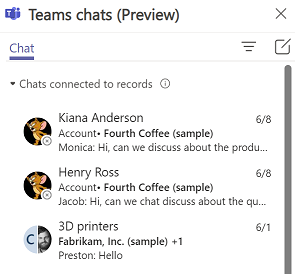 Teams chats (Preview)
Chat
Chats connected to records
Kiana Anderson 6/8
Account• Fourth Coffee (sample)
Monica: Hi, can we discuss about the produ...
Henry Ross 6/8
Account• Fourth Coffee (sample)
Jacob: Hi, can we chat discuss about the qu...
3D printers 6/1
Fabrikam, Inc. (sample) +1
Preston: Hello
C